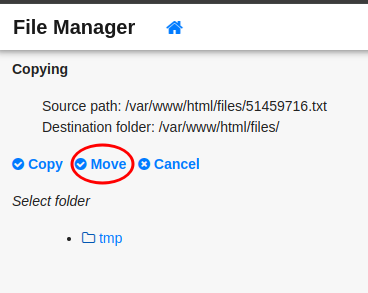 File Manager
Copying
Source path: /var/www/html/files/51459716.txt
Destination folder: /var/www/html/files/
Copy Move Cancel
Select folder
tmp